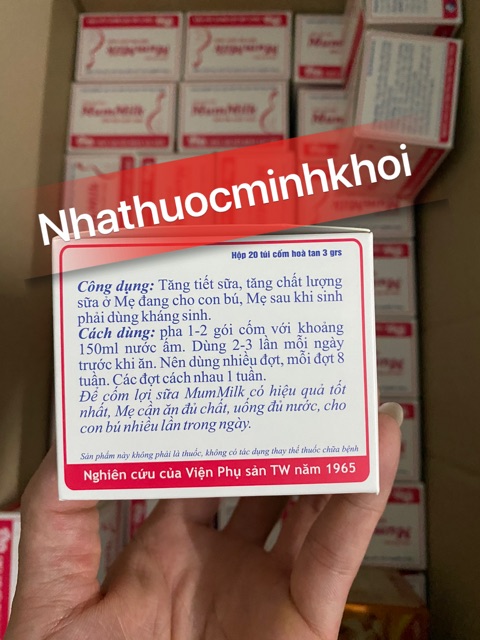 MumMilk
MumMilk
Nhathuocminhkhoi
Hộp 20 túi cốm hoà tan 3 grs
Công dụng: Tăng tiết sữa, tăng chất lượng
sữa ở Mẹ đang cho con bú, Mẹ sau khi sinh
phải dùng kháng sinh.
Cách dùng: pha 1-2 gói cốm với khoảng
150ml nước ấm. Dùng 2-3 lần mỗi ngày
trước khi ăn. Nên dùng nhiều đợt, mỗi đợt 8
tuần. Các đợt cách nhau 1 tuần.
Để cốm lợi sữa MumMilk có hiệu quả tốt
nhất, Mẹ cần ăn đủ chất, uống đủ nước, cho
con bú nhiều lần trong ngày.
Sản phẩm này không phải là thuốc, không có tác dụng thay thế thuốc chữa bệnh
Nghiên cứu của Viện Phụ sản TW năm 1965